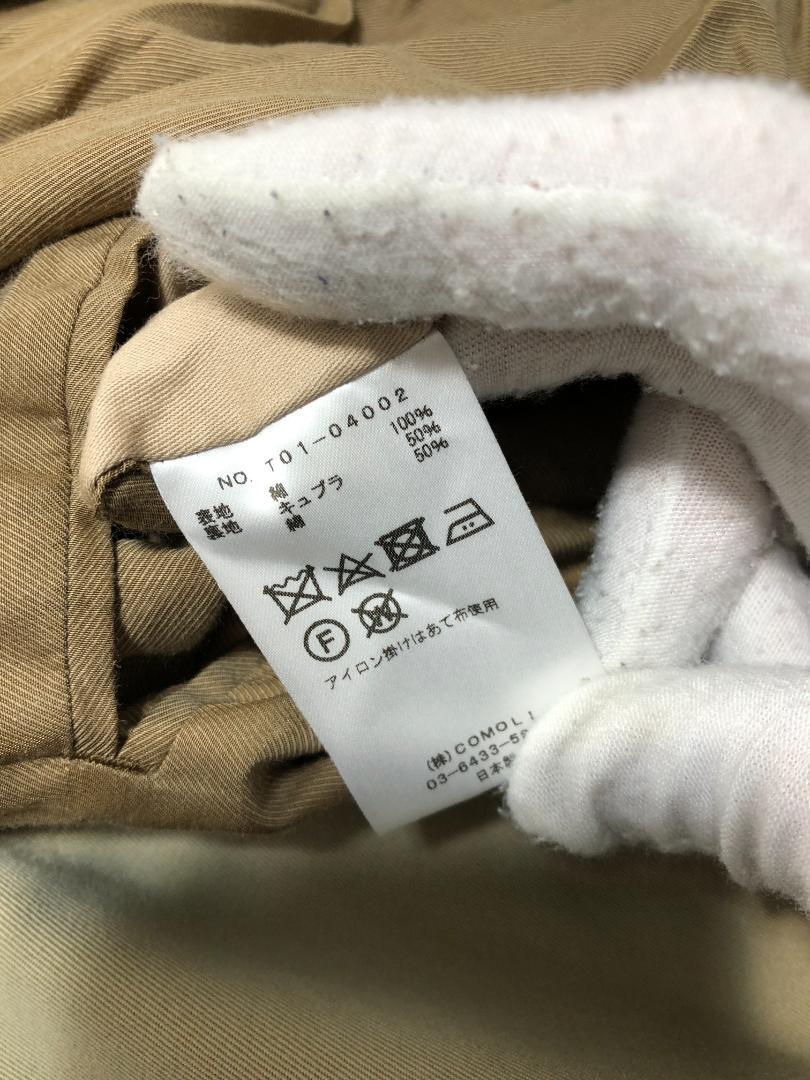 NO. T01-04002
表地 綿 100%
裏地 キュプラ 50%
綿 50%
F
W
アイロン掛けはあて布使用
(株)COMOLI
03-6433-5
日本製